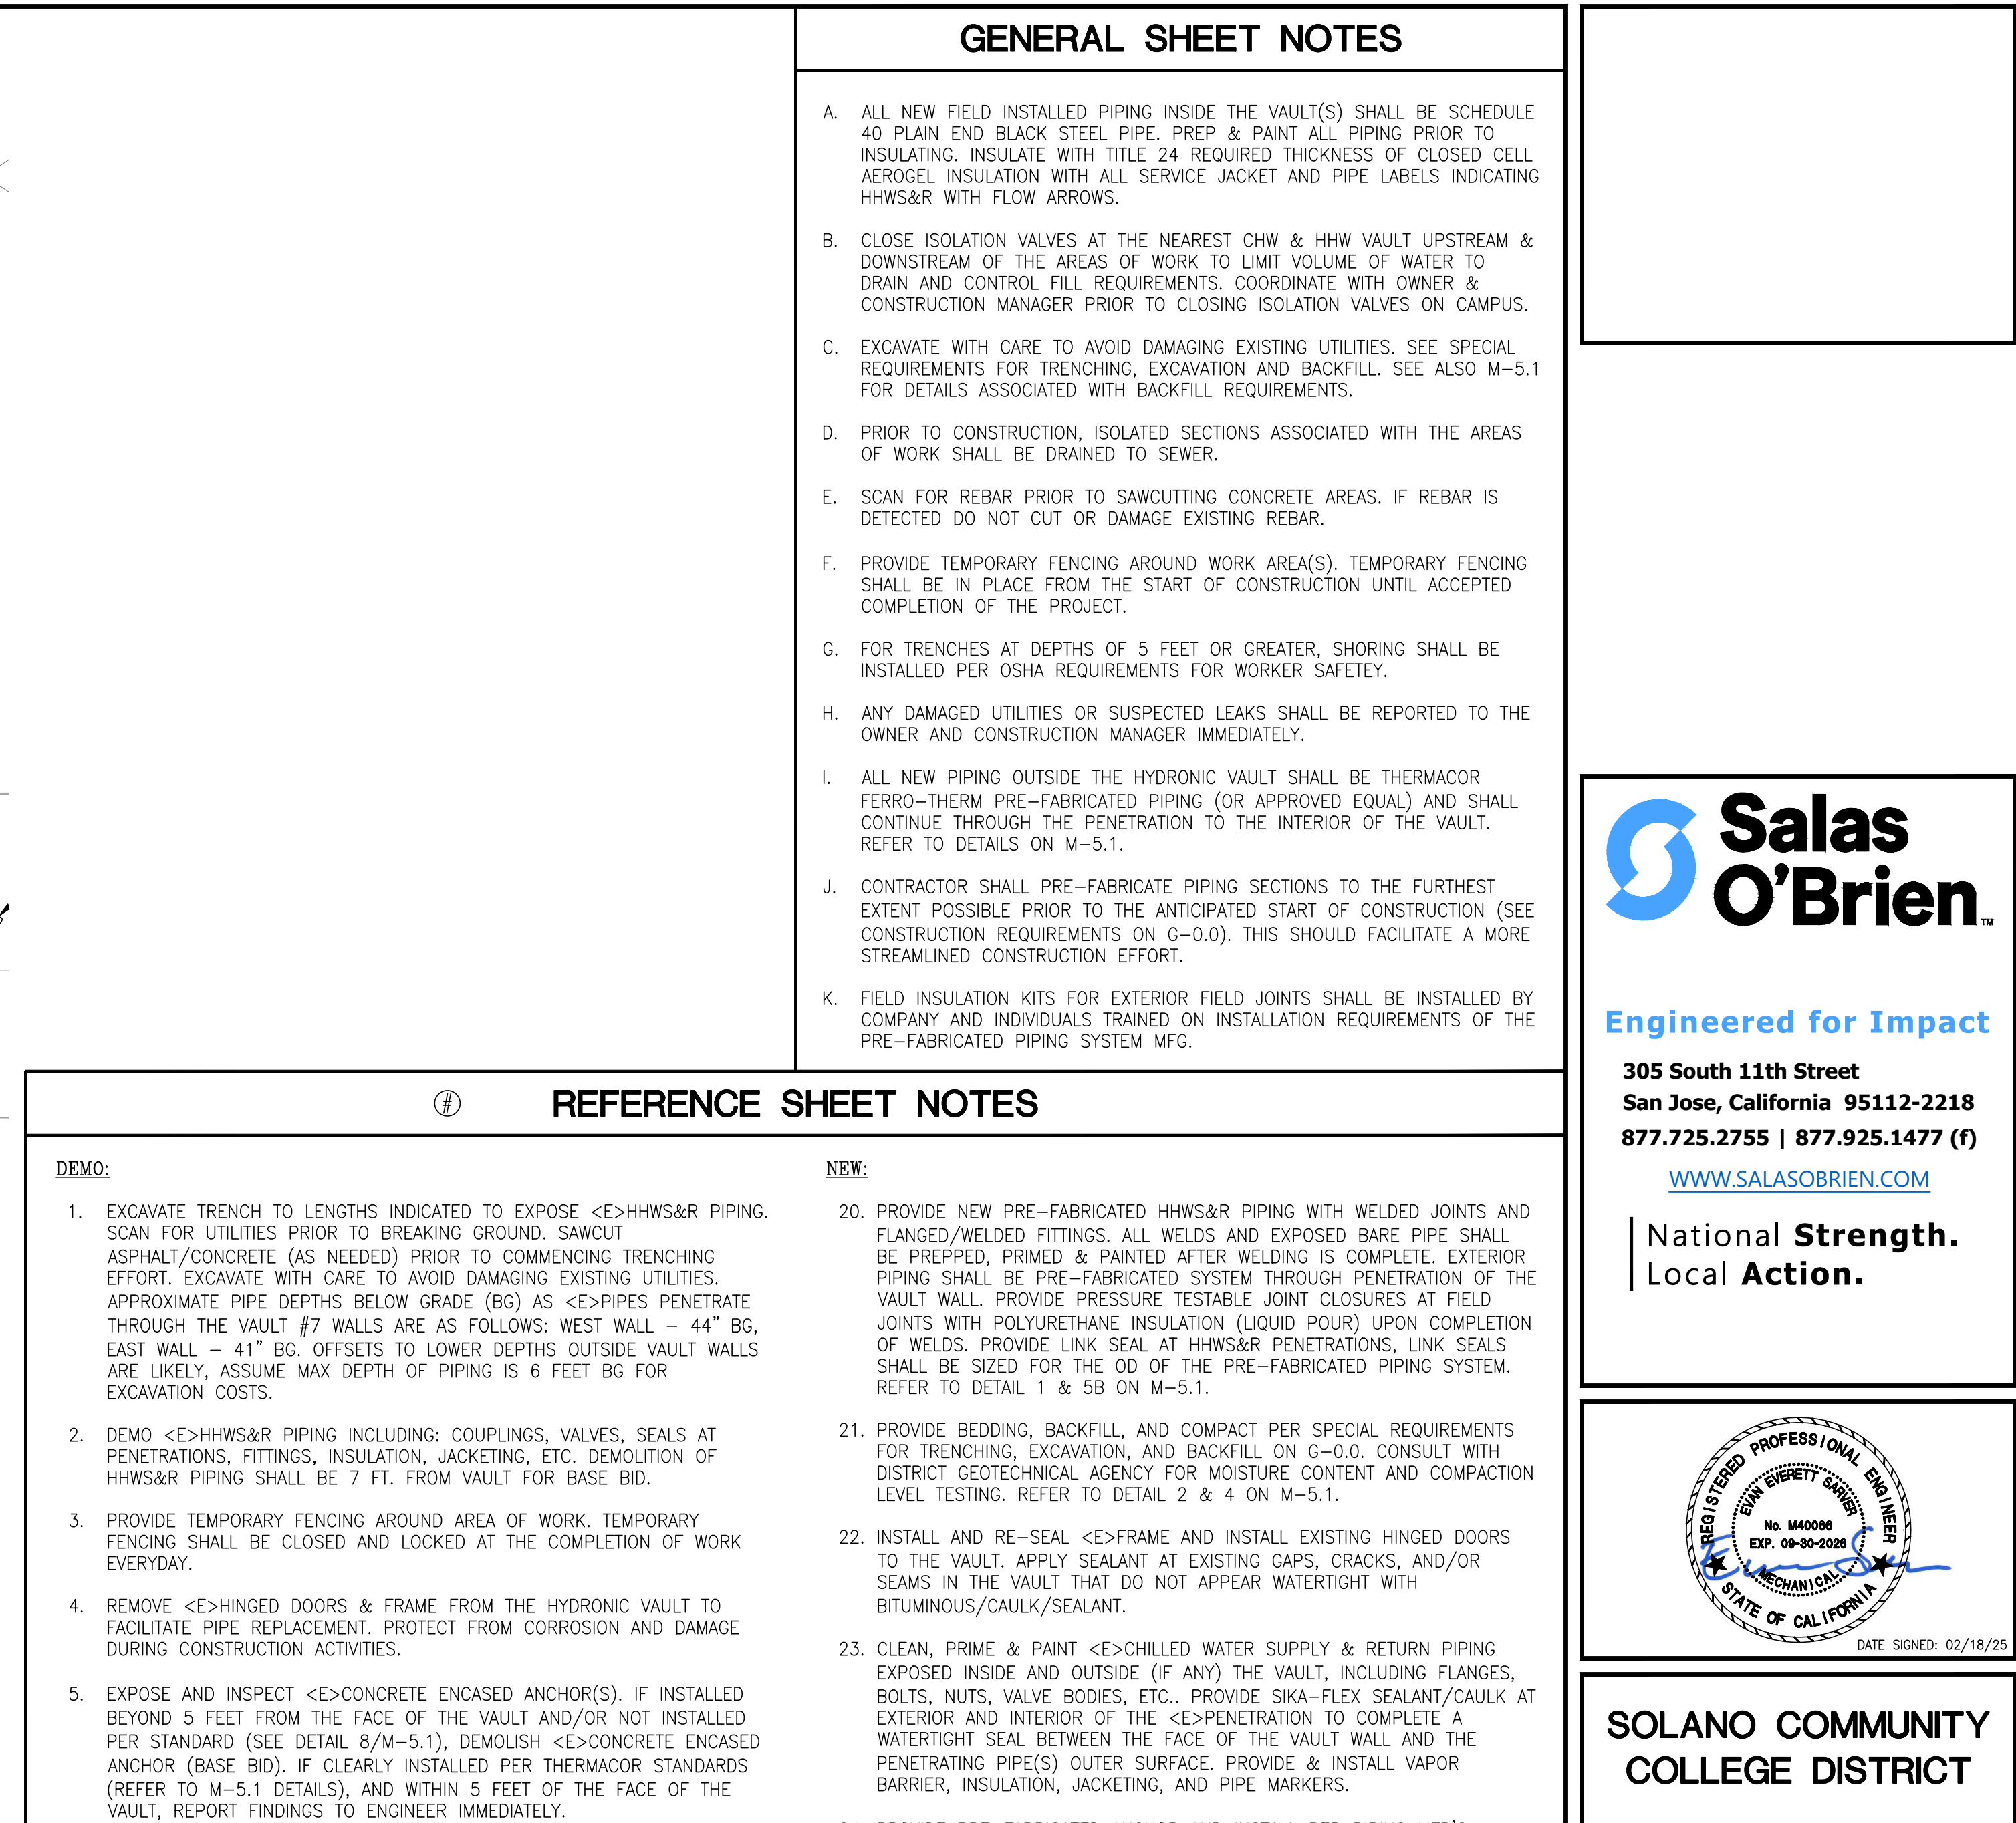 GENERAL SHEET NOTES
A. ALL NEW FIELD INSTALLED PIPING INSIDE THE VAULT(S) SHALL BE SCHEDULE
40 PLAIN END BLACK STEEL PIPE. PREP & PAINT ALL PIPING PRIOR TO
INSULATING. INSULATE WITH TITLE 24 REQUIRED THICKNESS OF CLOSED CELL
AEROGEL INSULATION WITH ALL SERVICE JACKET AND PIPE LABELS INDICATING
HHWS&R WITH FLOW ARROWS.
B. CLOSE ISOLATION VALVES AT THE NEAREST CHW & HHW VAULT UPSTREAM &
DOWNSTREAM OF THE AREAS OF WORK TO LIMIT VOLUME OF WATER TO
DRAIN AND CONTROL FILL REQUIREMENTS. COORDINATE WITH OWNER &
CONSTRUCTION MANAGER PRIOR TO CLOSING ISOLATION VALVES ON CAMPUS.
C. EXCAVATE WITH CARE TO AVOID DAMAGING EXISTING UTILITIES. SEE SPECIAL
REQUIREMENTS FOR TRENCHING, EXCAVATION AND BACKFILL. SEE ALSO M-5.1
FOR DETAILS ASSOCIATED WITH BACKFILL REQUIREMENTS.
D. PRIOR TO CONSTRUCTION, ISOLATED SECTIONS ASSOCIATED WITH THE AREAS
OF WORK SHALL BE DRAINED TO SEWER.
E. SCAN FOR REBAR PRIOR TO SAWCUTTING CONCRETE AREAS. IF REBAR IS
DETECTED DO NOT CUT OR DAMAGE EXISTING REBAR.
F. PROVIDE TEMPORARY FENCING AROUND WORK AREA(S). TEMPORARY FENCING
SHALL BE IN PLACE FROM THE START OF CONSTRUCTION UNTIL ACCEPTED
COMPLETION OF THE PROJECT.
G. FOR TRENCHES AT DEPTHS OF 5 FEET OR GREATER, SHORING SHALL BE
INSTALLED PER OSHA REQUIREMENTS FOR WORKER SAFETEY.
H. ANY DAMAGED UTILITIES OR SUSPECTED LEAKS SHALL BE REPORTED TO THE
OWNER AND CONSTRUCTION MANAGER IMMEDIATELY.
I. ALL NEW PIPING OUTSIDE THE HYDRONIC VAULT SHALL BE THERMACOR
FERRO-THERM PRE-FABRICATED PIPING (OR APPROVED EQUAL) AND SHALL
CONTINUE THROUGH THE PENETRATION TO THE INTERIOR OF THE VAULT.
REFER TO DETAILS ON M-5.1.
J. CONTRACTOR SHALL PRE-FABRICATE PIPING SECTIONS TO THE FURTHEST
EXTENT POSSIBLE PRIOR TO THE ANTICIPATED START OF CONSTRUCTION (SEE
CONSTRUCTION REQUIREMENTS ON G-0.0). THIS SHOULD FACILITATE A MORE
STREAMLINED CONSTRUCTION EFFORT.
K. FIELD INSULATION KITS FOR EXTERIOR FIELD JOINTS SHALL BE INSTALLED BY
COMPANY AND INDIVIDUALS TRAINED ON INSTALLATION REQUIREMENTS OF THE
PRE-FABRICATED PIPING SYSTEM MFG.
# REFERENCE SHEET NOTES
DEMO:
1. EXCAVATE TRENCH TO LENGTHS INDICATED TO EXPOSE <E>HHWS&R PIPING.
SCAN FOR UTILITIES PRIOR TO BREAKING GROUND. SAWCUT
ASPHALT/CONCRETE (AS NEEDED) PRIOR TO COMMENCING TRENCHING
EFFORT. EXCAVATE WITH CARE TO AVOID DAMAGING EXISTING UTILITIES.
APPROXIMATE PIPE DEPTHS BELOW GRADE (BG) AS <E>PIPES PENETRATE
THROUGH THE VAULT #7 WALLS ARE AS FOLLOWS: WEST WALL - 44" BG,
EAST WALL - 41" BG. OFFSETS TO LOWER DEPTHS OUTSIDE VAULT WALLS
ARE LIKELY, ASSUME MAX DEPTH OF PIPING IS 6 FEET BG FOR
EXCAVATION COSTS.
2. DEMO <E>HHWS&R PIPING INCLUDING: COUPLINGS, VALVES, SEALS AT
PENETRATIONS, FITTINGS, INSULATION, JACKETING, ETC. DEMOLITION OF
HHWS&R PIPING SHALL BE 7 FT. FROM VAULT FOR BASE BID.
3. PROVIDE TEMPORARY FENCING AROUND AREA OF WORK. TEMPORARY
FENCING SHALL BE CLOSED AND LOCKED AT THE COMPLETION OF WORK
EVERYDAY.
4. REMOVE <E>HINGED DOORS & FRAME FROM THE HYDRONIC VAULT TO
FACILITATE PIPE REPLACEMENT. PROTECT FROM CORROSION AND DAMAGE
DURING CONSTRUCTION ACTIVITIES.
5. EXPOSE AND INSPECT <E>CONCRETE ENCASED ANCHOR(S). IF INSTALLED
BEYOND 5 FEET FROM THE FACE OF THE VAULT AND/OR NOT INSTALLED
PER STANDARD (SEE DETAIL 8/M-5.1), DEMOLISH <E>CONCRETE ENCASED
ANCHOR (BASE BID). IF CLEARLY INSTALLED PER THERMACOR STANDARDS
(REFER TO M-5.1 DETAILS), AND WITHIN 5 FEET OF THE FACE OF THE
VAULT, REPORT FINDINGS TO ENGINEER IMMEDIATELY.
NEW:
20. PROVIDE NEW PRE-FABRICATED HHWS&R PIPING WITH WELDED JOINTS AND
FLANGED/WELDED FITTINGS. ALL WELDS AND EXPOSED BARE PIPE SHALL
BE PREPPED, PRIMED & PAINTED AFTER WELDING IS COMPLETE. EXTERIOR
PIPING SHALL BE PRE-FABRICATED SYSTEM THROUGH PENETRATION OF THE
VAULT WALL. PROVIDE PRESSURE TESTABLE JOINT CLOSURES AT FIELD
JOINTS WITH POLYURETHANE INSULATION (LIQUID POUR) UPON COMPLETION
OF WELDS. PROVIDE LINK SEAL AT HHWS&R PENETRATIONS, LINK SEALS
SHALL BE SIZED FOR THE OD OF THE PRE-FABRICATED PIPING SYSTEM.
REFER TO DETAIL 1 & 5B ON M-5.1.
21. PROVIDE BEDDING, BACKFILL, AND COMPACT PER SPECIAL REQUIREMENTS
FOR TRENCHING, EXCAVATION, AND BACKFILL ON G-0.0. CONSULT WITH
DISTRICT GEOTECHNICAL AGENCY FOR MOISTURE CONTENT AND COMPACTION
LEVEL TESTING. REFER TO DETAIL 2 & 4 ON M-5.1.
22. INSTALL AND RE-SEAL <E>FRAME AND INSTALL EXISTING HINGED DOORS
TO THE VAULT. APPLY SEALANT AT EXISTING GAPS, CRACKS, AND/OR
SEAMS IN THE VAULT THAT DO NOT APPEAR WATERTIGHT WITH
BITUMINOUS/CAULK/SEALANT.
23. CLEAN, PRIME & PAINT <E>CHILLED WATER SUPPLY & RETURN PIPING
EXPOSED INSIDE AND OUTSIDE (IF ANY) THE VAULT, INCLUDING FLANGES,
BOLTS, NUTS, VALVE BODIES, ETC.. PROVIDE SIKA-FLEX SEALANT/CAULK AT
EXTERIOR AND INTERIOR OF THE <E>PENETRATION TO COMPLETE A
WATERTIGHT SEAL BETWEEN THE FACE OF THE VAULT WALL AND THE
PENETRATING PIPE(S) OUTER SURFACE. PROVIDE & INSTALL VAPOR
BARRIER, INSULATION, JACKETING, AND PIPE MARKERS.
Salas
O'Brien™
Engineered for Impact
305 South 11th Street
San Jose, California 95112-2218
877.725.2755 | 877.925.1477 (f)
WWW.SALASOBRIEN.COM
National Strength.
Local Action.
REGISTERED PROFESSIONAL ENGINEER
EVAN EVERETT SARVER
No. M40066
EXP. 09-30-2026
MECHANICAL
STATE OF CALIFORNIA
DATE SIGNED: 02/18/25
SOLANO COMMUNITY
COLLEGE DISTRICT